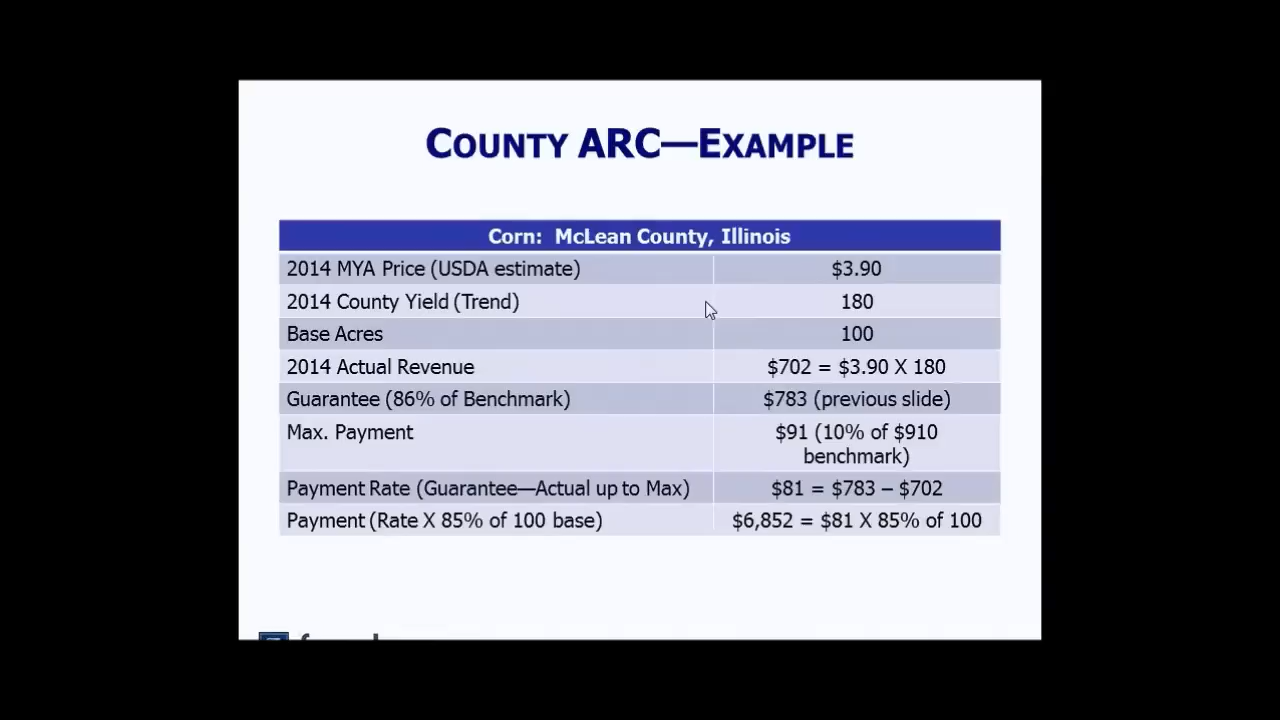 COUNTY ARC—EXAMPLE
Corn: McLean County, Illinois
2014 MYA Price (USDA estimate) $3.90
2014 County Yield (Trend) 180
Base Acres 100
2014 Actual Revenue $702 = $3.90 X 180
Guarantee (86% of Benchmark) $783 (previous slide)
Max. Payment $91 (10% of $910
benchmark)
Payment Rate (Guarantee—Actual up to Max) $81 = $783 – $702
Payment (Rate X 85% of 100 base) $6,852 = $81 X 85% of 100